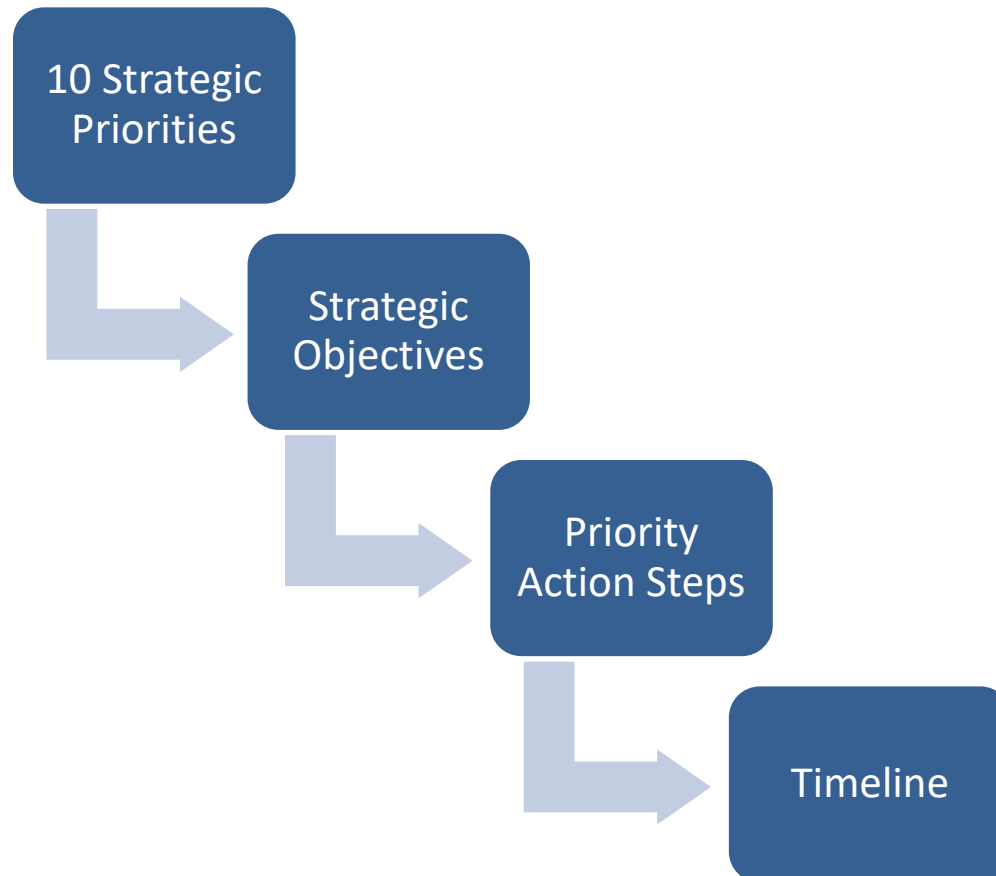 10 Strategic
Priorities
Strategic
Objectives
Priority
Action Steps
Timeline